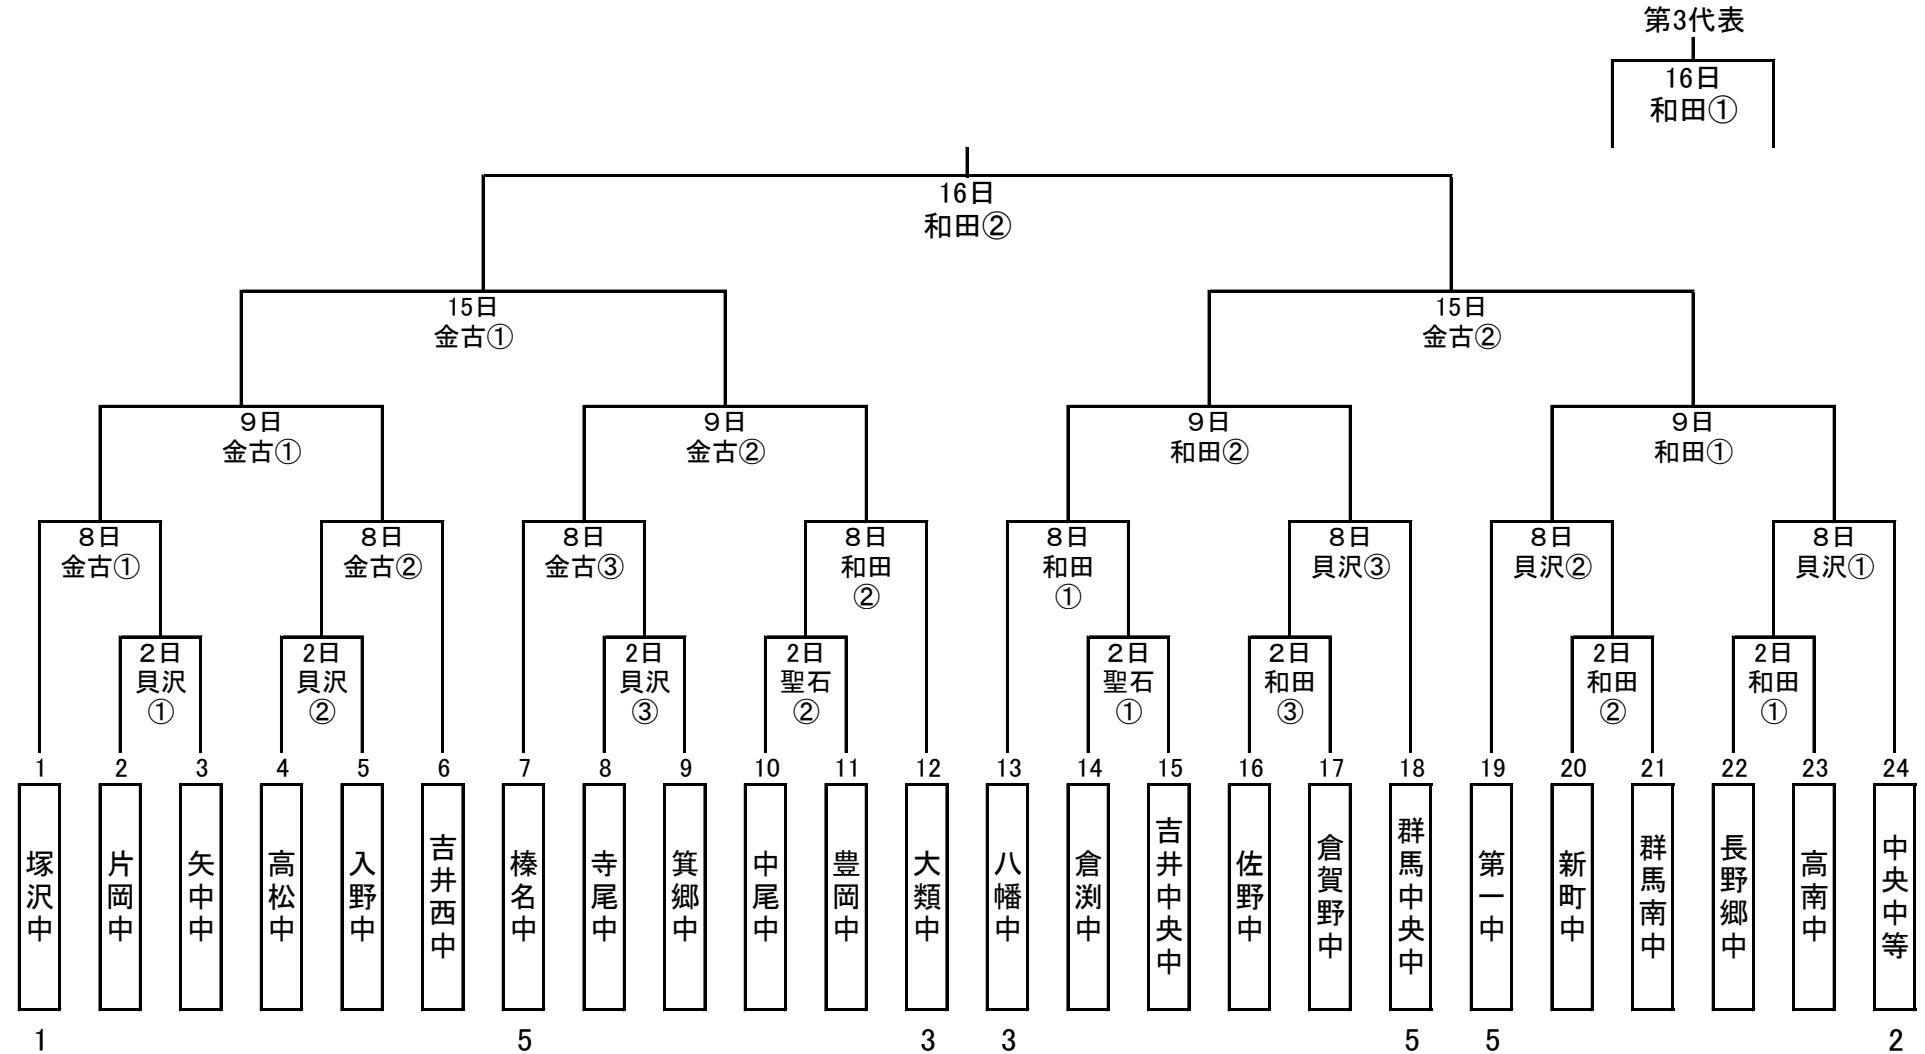 第3代表
16日
和田①
16日
和田②
15日
金古①
15日
金古②
９日
金古①
９日
金古②
９日
和田②
９日
和田①
８日
金古①
８日
金古②
８日
金古③
８日
和田
②
８日
和田
①
８日
貝沢③
８日
貝沢②
８日
貝沢①
２日
貝沢
①
2日
貝沢
②
2日
貝沢
③
2日
聖石
②
２日
聖石
①
２日
和田
③
2日
和田
②
2日
和田
①
1 2 3 4 5 6 7 8 9 10 11 12 13 14 15 16 17 18 19 20 21 22 23 24
塚沢中
片岡中
矢中中
高松中
入野中
吉井西中
榛名中
寺尾中
箕郷中
中尾中
豊岡中
大類中
八幡中
倉渕中
吉井中央中
佐野中
倉賀野中
群馬中央中
第一中
新町中
群馬南中
長野郷中
高南中
中央中等
1 5 3 3 5 5 2